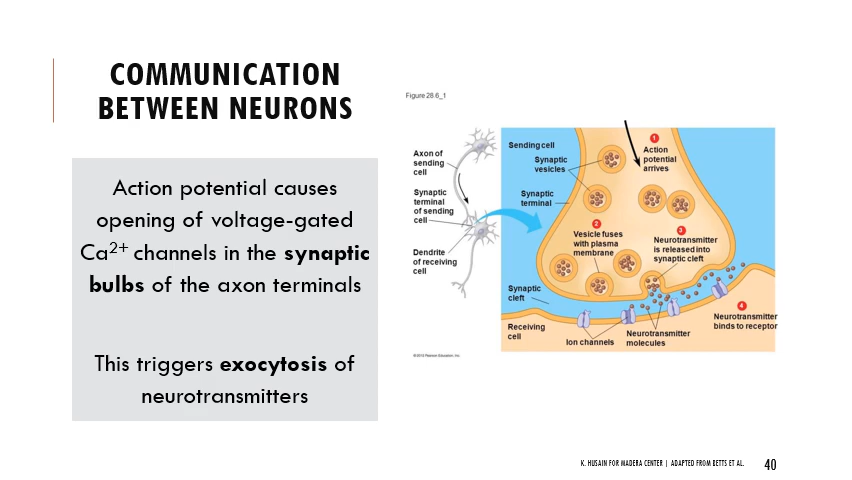 COMMUNICATION
BETWEEN NEURONS
Action potential causes
opening of voltage-gated
Ca2+ channels in the synaptic
bulbs of the axon terminals
This triggers exocytosis of
neurotransmitters
Figure 28.6_1
Axon of
sending
cell
Synaptic
terminal
of sending
cell
Dendrite
of receiving
cell
Sending cell
Synaptic
vesicles
Synaptic
terminal
1
Action
potential
arrives
2
Vesicle fuses
with plasma
membrane
3
Neurotransmitter
is released into
synaptic cleft
Synaptic
cleft
4
Neurotransmitter
binds to receptor
Receiving
cell
Ion channels
Neurotransmitter
molecules
© 2012 Pearson Education, Inc.
K. HUSAIN FOR MADERA CENTER | ADAPTED FROM BETTS ET AL.
40